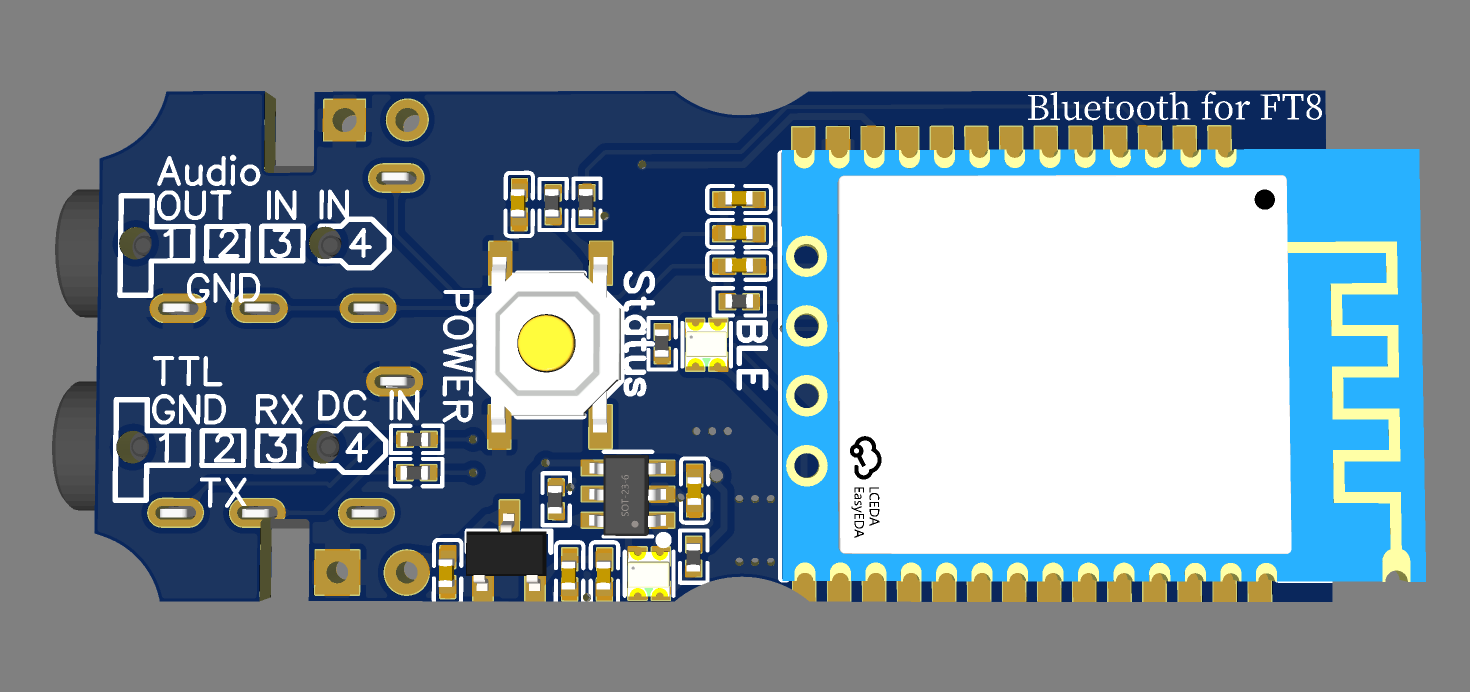 Bluetooth for FT8
Audio
OUT IN IN
1 2 3 4
GND
TTL
GND RX DC IN
1 2 3 4
TX
POWER
Status
BLE
SOT 23-6
LCEDA
EasyEDA